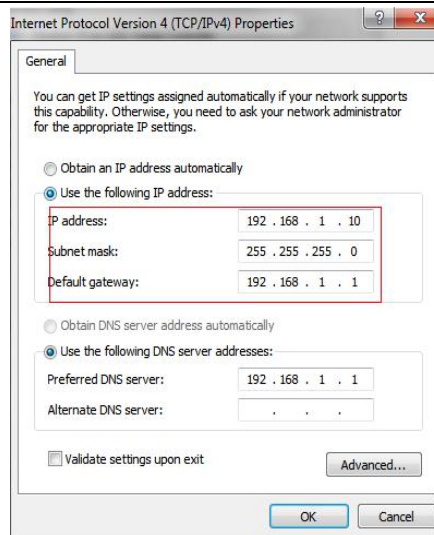 Internet Protocol Version 4 (TCP/IPv4) Properties
General
You can get IP settings assigned automatically if your network supports
this capability. Otherwise, you need to ask your network administrator
for the appropriate IP settings.
Obtain an IP address automatically
Use the following IP address:
IP address: 192 . 168 . 1 . 10
Subnet mask: 255 . 255 . 255 . 0
Default gateway: 192 . 168 . 1 . 1
Obtain DNS server address automatically
Use the following DNS server addresses:
Preferred DNS server: 192 . 168 . 1 . 1
Alternate DNS server: . . .
Validate settings upon exit
Advanced...
OK Cancel